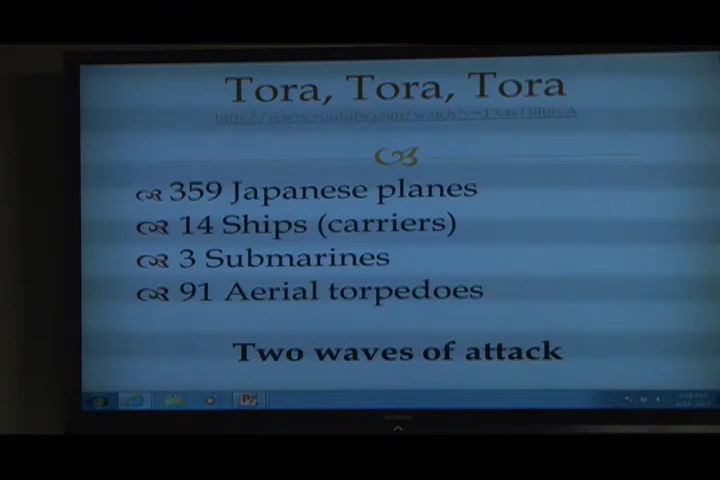 Tora, Tora, Tora
359 Japanese planes
14 Ships (carriers)
3 Submarines
91 Aerial torpedoes
Two waves of attack